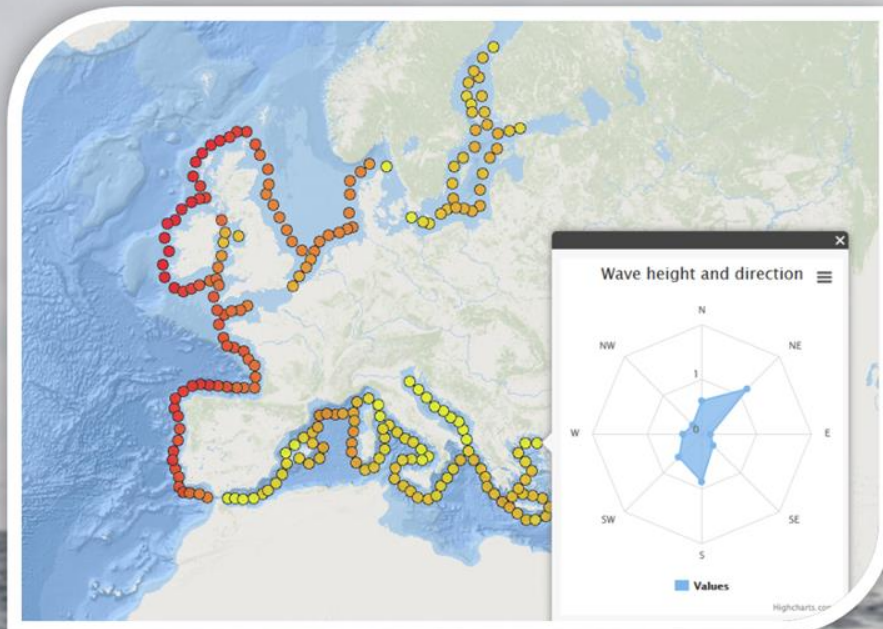 ×
Wave height and direction
N
NW
NE
1
W
0
E
SW
SE
S
Values
Highcharts.com